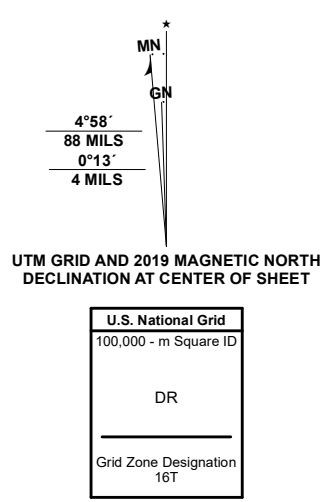 MN
GN
4°58´
88 MILS
0°13´
4 MILS
UTM GRID AND 2019 MAGNETIC NORTH
DECLINATION AT CENTER OF SHEET
U.S. National Grid
100,000 - m Square ID
DR
Grid Zone Designation
16T